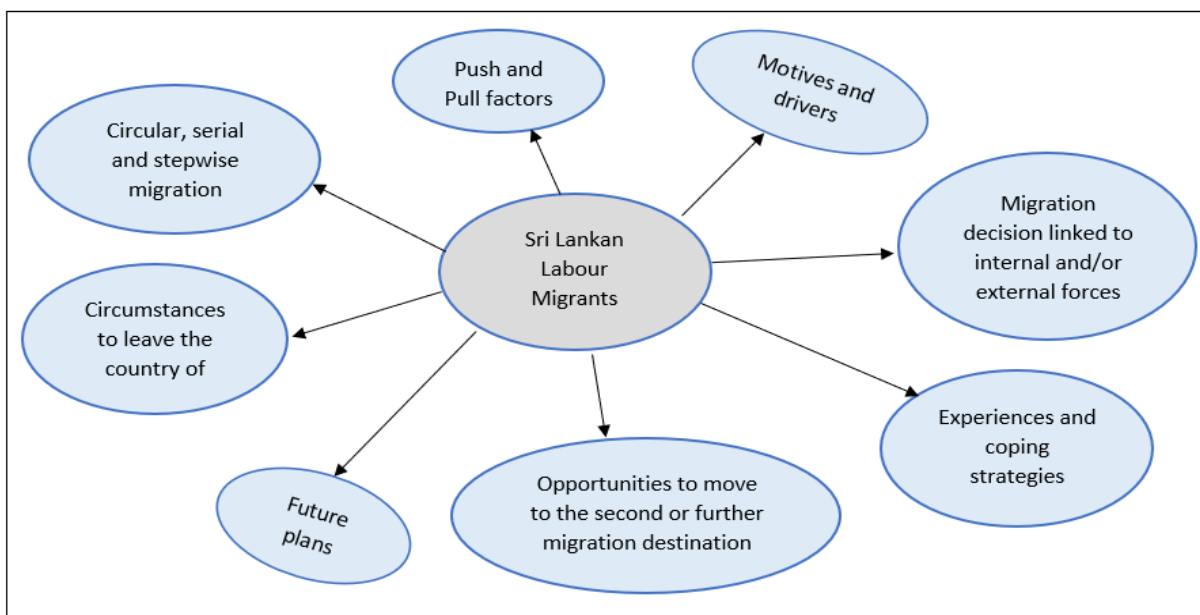 Push and
Pull factors
Motives and
drivers
Circular, serial
and stepwise
migration
Migration
decision linked to
internal and/or
external forces
Sri Lankan
Labour
Migrants
Circumstances
to leave the
country of
Experiences and
coping
strategies
Future
plans
Opportunities to move
to the second or further
migration destination